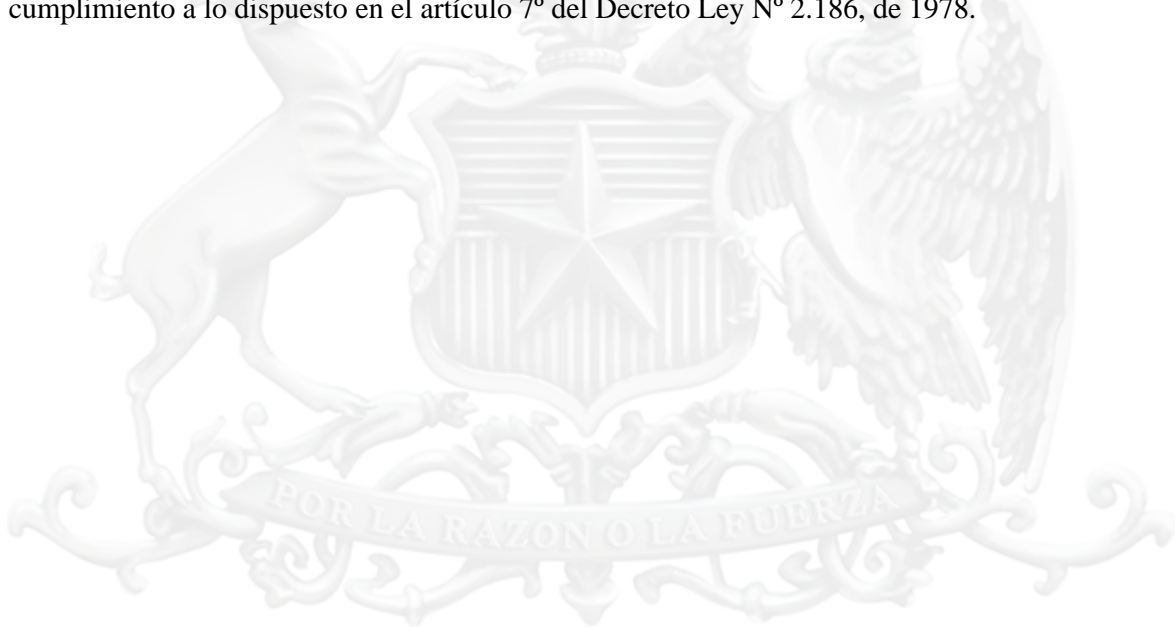 cumplimiento a lo dispuesto en el artículo 7º del Decreto Ley Nº 2.186, de 1978.
POR LA RAZON O LA FUERZA